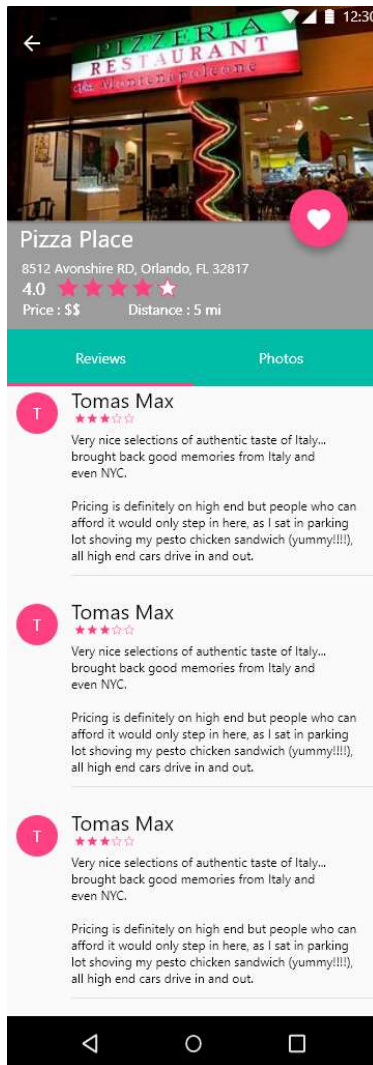 12:30
PIZZERIA
RESTAURANT
Via Montenapoleone
Pizza Place
8512 Avonshire RD, Orlando, FL 32817
4.0
Price : $$ Distance : 5 mi
Reviews Photos
T
Tomas Max
Very nice selections of authentic taste of Italy...
brought back good memories from Italy and
even NYC.
Pricing is definitely on high end but people who can
afford it would only step in here, as I sat in parking
lot shoving my pesto chicken sandwich (yummy!!!!),
all high end cars drive in and out.
T
Tomas Max
Very nice selections of authentic taste of Italy...
brought back good memories from Italy and
even NYC.
Pricing is definitely on high end but people who can
afford it would only step in here, as I sat in parking
lot shoving my pesto chicken sandwich (yummy!!!!),
all high end cars drive in and out.
T
Tomas Max
Very nice selections of authentic taste of Italy...
brought back good memories from Italy and
even NYC.
Pricing is definitely on high end but people who can
afford it would only step in here, as I sat in parking
lot shoving my pesto chicken sandwich (yummy!!!!),
all high end cars drive in and out.